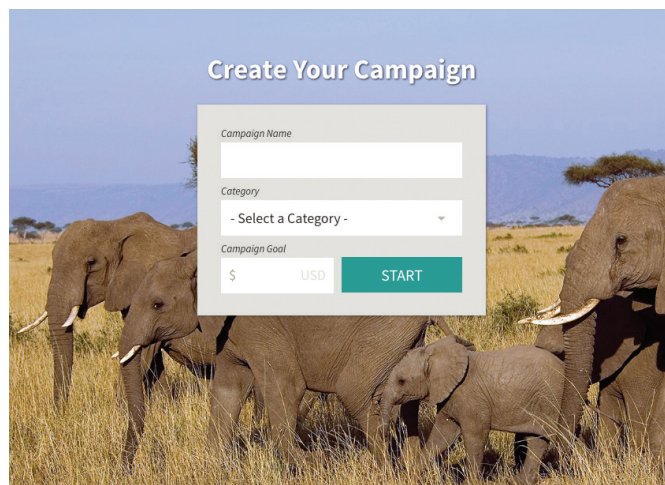 Create Your Campaign
Campaign Name
Category
- Select a Category -
Campaign Goal
$ USD START